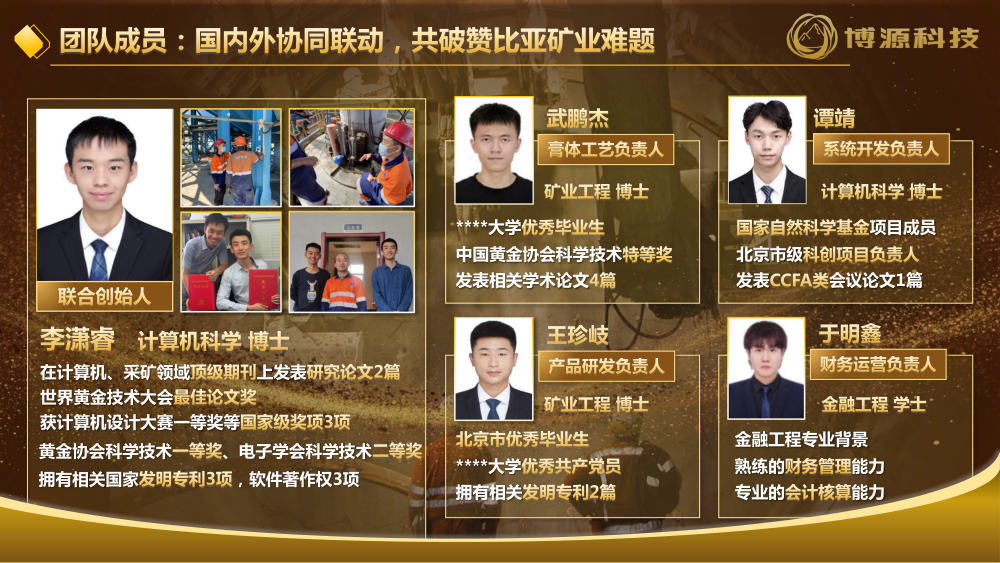 团队成员：国内外协同联动，共破赞比亚矿业难题
博源科技
联合创始人
李潇睿 计算机科学 博士
在计算机、采矿领域顶级期刊上发表研究论文2篇
世界黄金技术大会最佳论文奖
获计算机设计大赛一等奖等国家级奖项3项
黄金协会科学技术一等奖、电子学会科学技术二等奖
拥有相关国家发明专利3项，软件著作权3项
武鹏杰
膏体工艺负责人
矿业工程 博士
****大学优秀毕业生
中国黄金协会科学技术特等奖
发表相关学术论文4篇
谭靖
系统开发负责人
计算机科学 博士
国家自然科学基金项目成员
北京市级科创项目负责人
发表CCFA类会议论文1篇
王珍岐
产品研发负责人
矿业工程 博士
北京市优秀毕业生
****大学优秀共产党员
拥有相关发明专利2篇
于明鑫
财务运营负责人
金融工程 学士
金融工程专业背景
熟练的财务管理能力
专业的会计核算能力